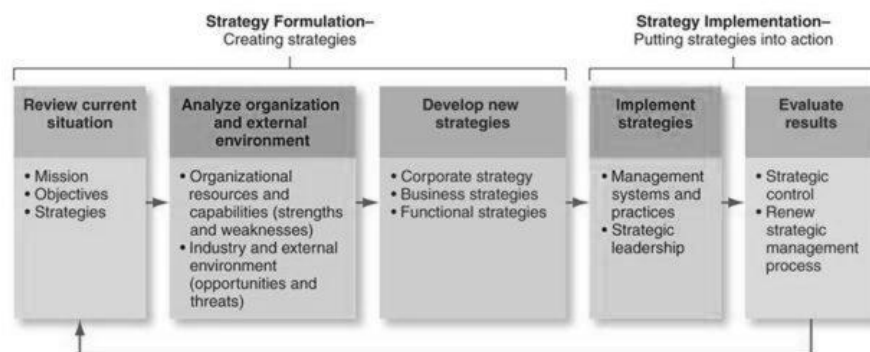 Strategy Formulation–
Creating strategies
Strategy Implementation–
Putting strategies into action
Review current
situation
• Mission
• Objectives
• Strategies
Analyze organization
and external
environment
• Organizational
resources and
capabilities (strengths
and weaknesses)
• Industry and external
environment
(opportunities and
threats)
Develop new
strategies
• Corporate strategy
• Business strategies
• Functional strategies
Implement
strategies
• Management
systems and
practices
• Strategic
leadership
Evaluate
results
• Strategic
control
• Renew
strategic
management
process